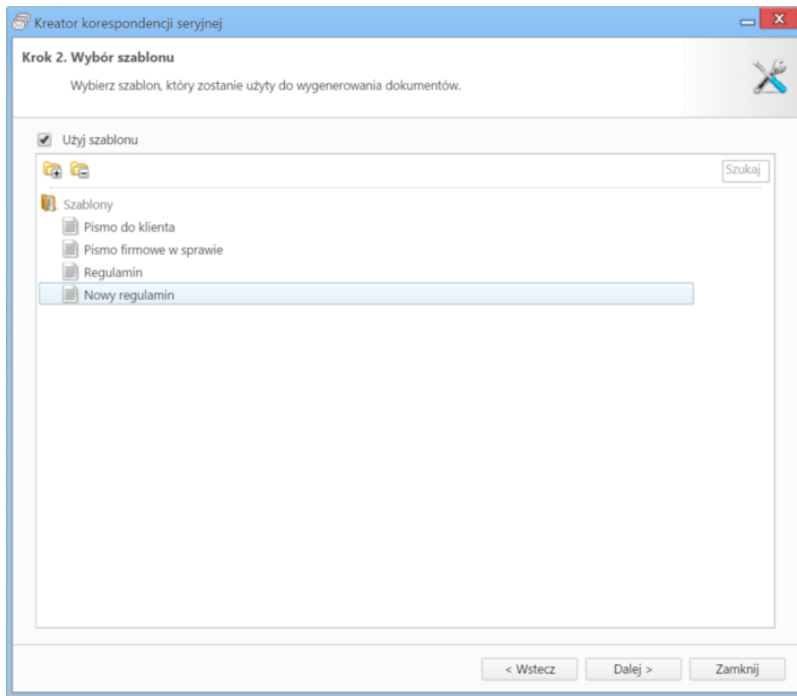 Kreator korespondencji seryjnej
Krok 2. Wybór szablonu
Wybierz szablon, który zostanie użyty do wygenerowania dokumentów.
Użyj szablonu
Szukaj
Szablony
Pismo do klienta
Pismo firmowe w sprawie
Regulamin
Nowy regulamin
< Wstecz Dalej > Zamknij